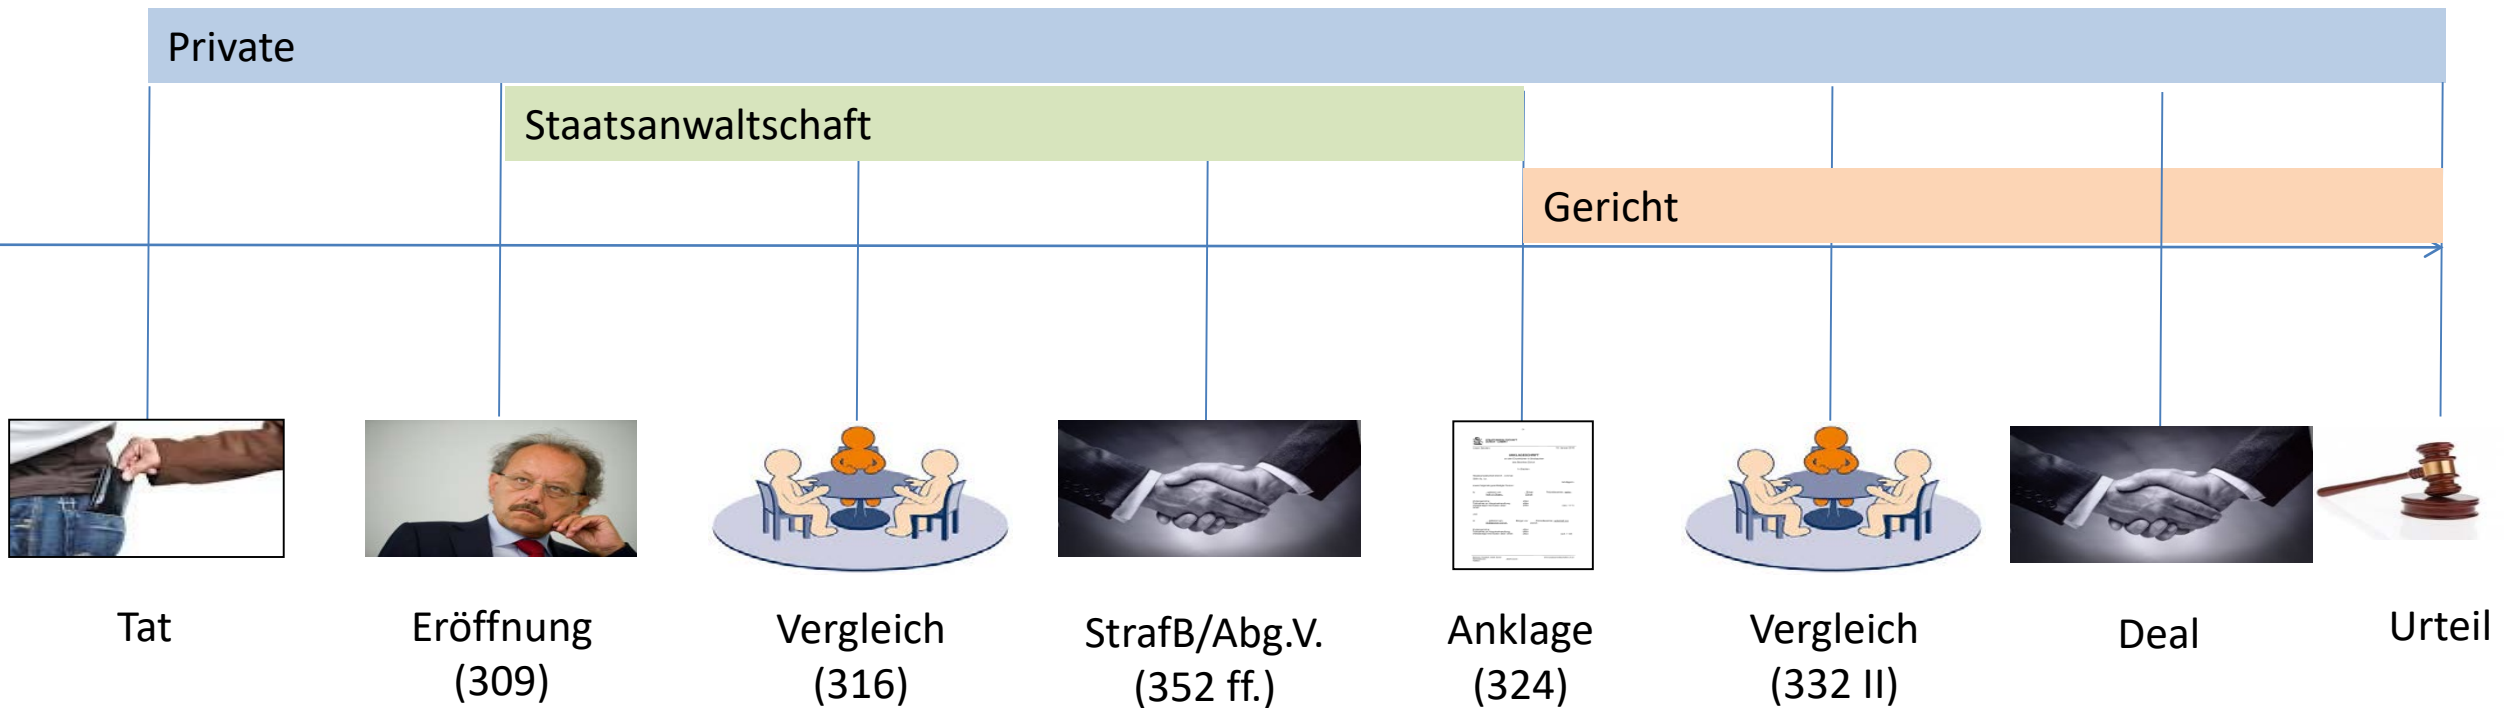 Private
Staatsanwaltschaft
Gericht
Tat
Eröffnung
(309)
Vergleich
(316)
StrafB/Abg.V.
(352 ff.)
Anklage
(324)
Vergleich
(332 II)
Deal
Urteil